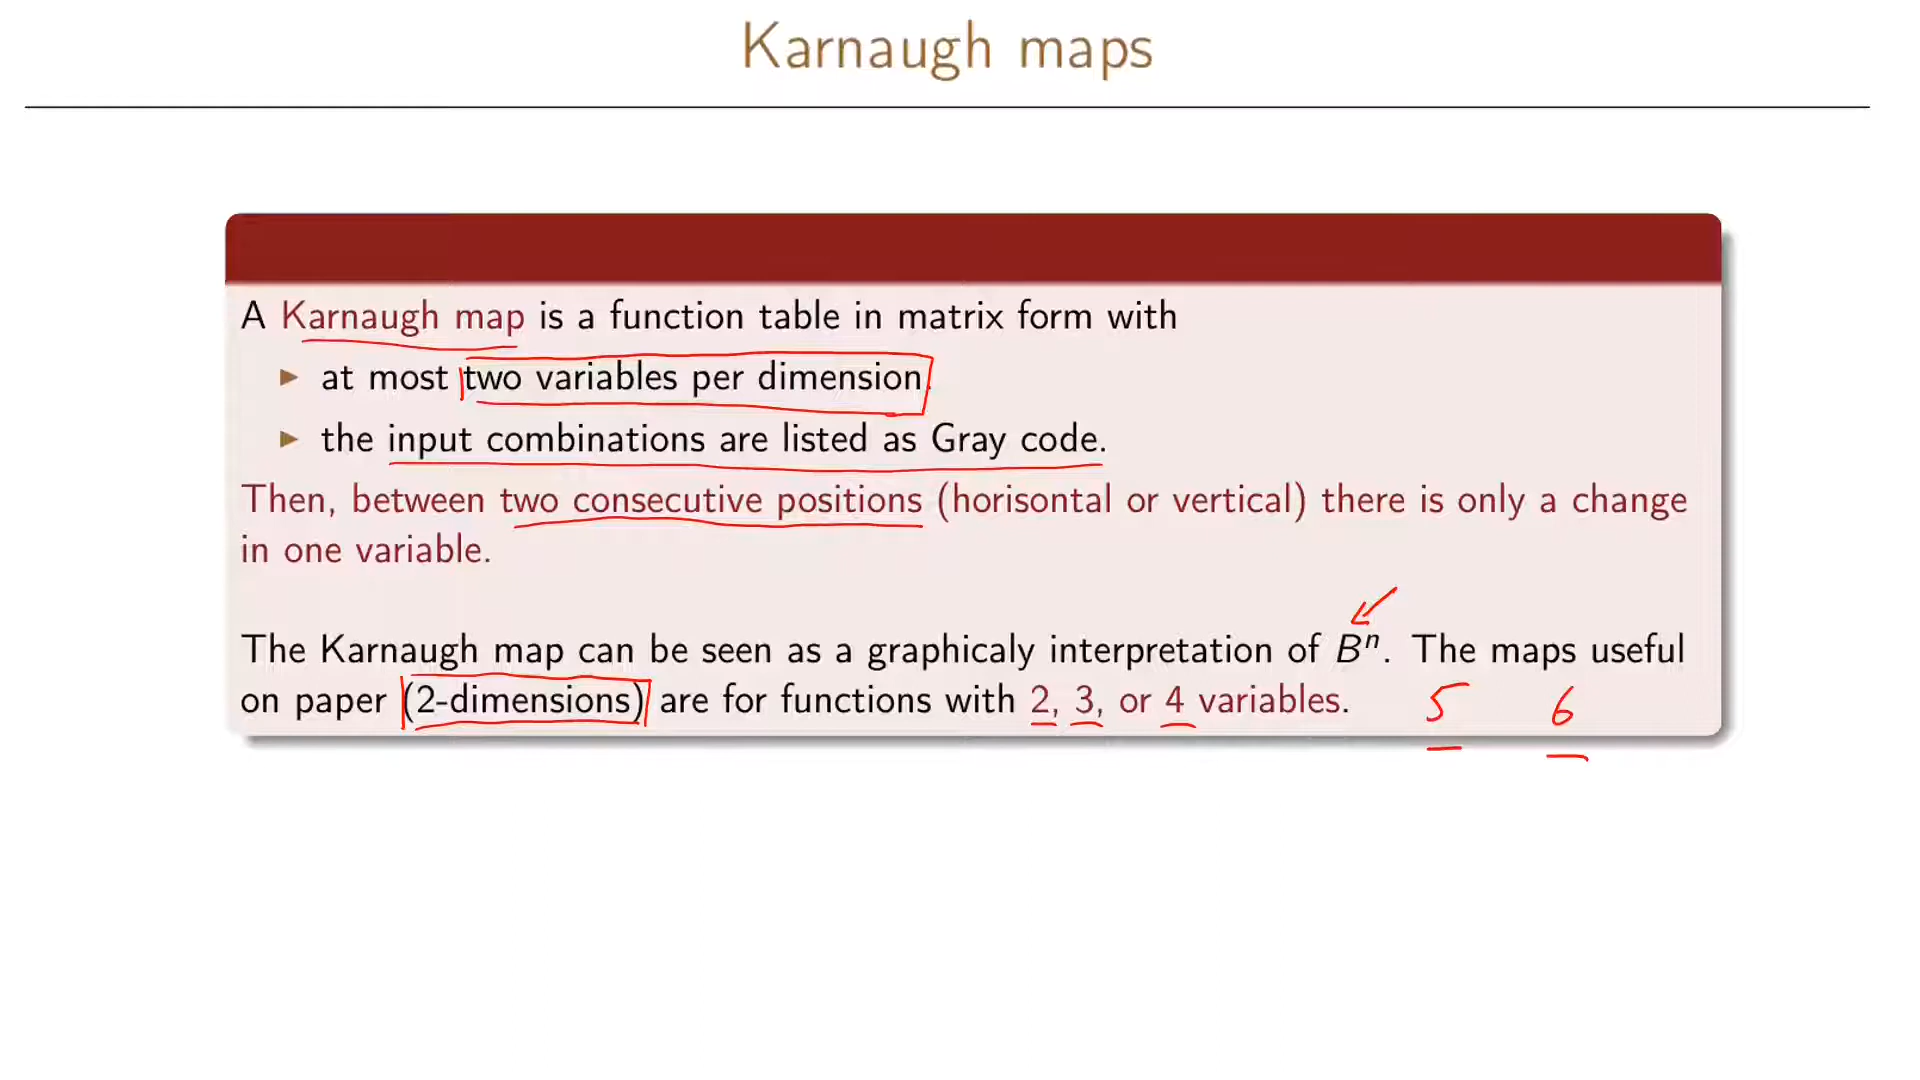 Karnaugh maps
A Karnaugh map is a function table in matrix form with
▶ at most two variables per dimension.
▶ the input combinations are listed as Gray code.
Then, between two consecutive positions (horisontal or vertical) there is only a change
in one variable.
The Karnaugh map can be seen as a graphicaly interpretation of Bⁿ. The maps useful
on paper (2-dimensions) are for functions with 2, 3, or 4 variables. 5 6